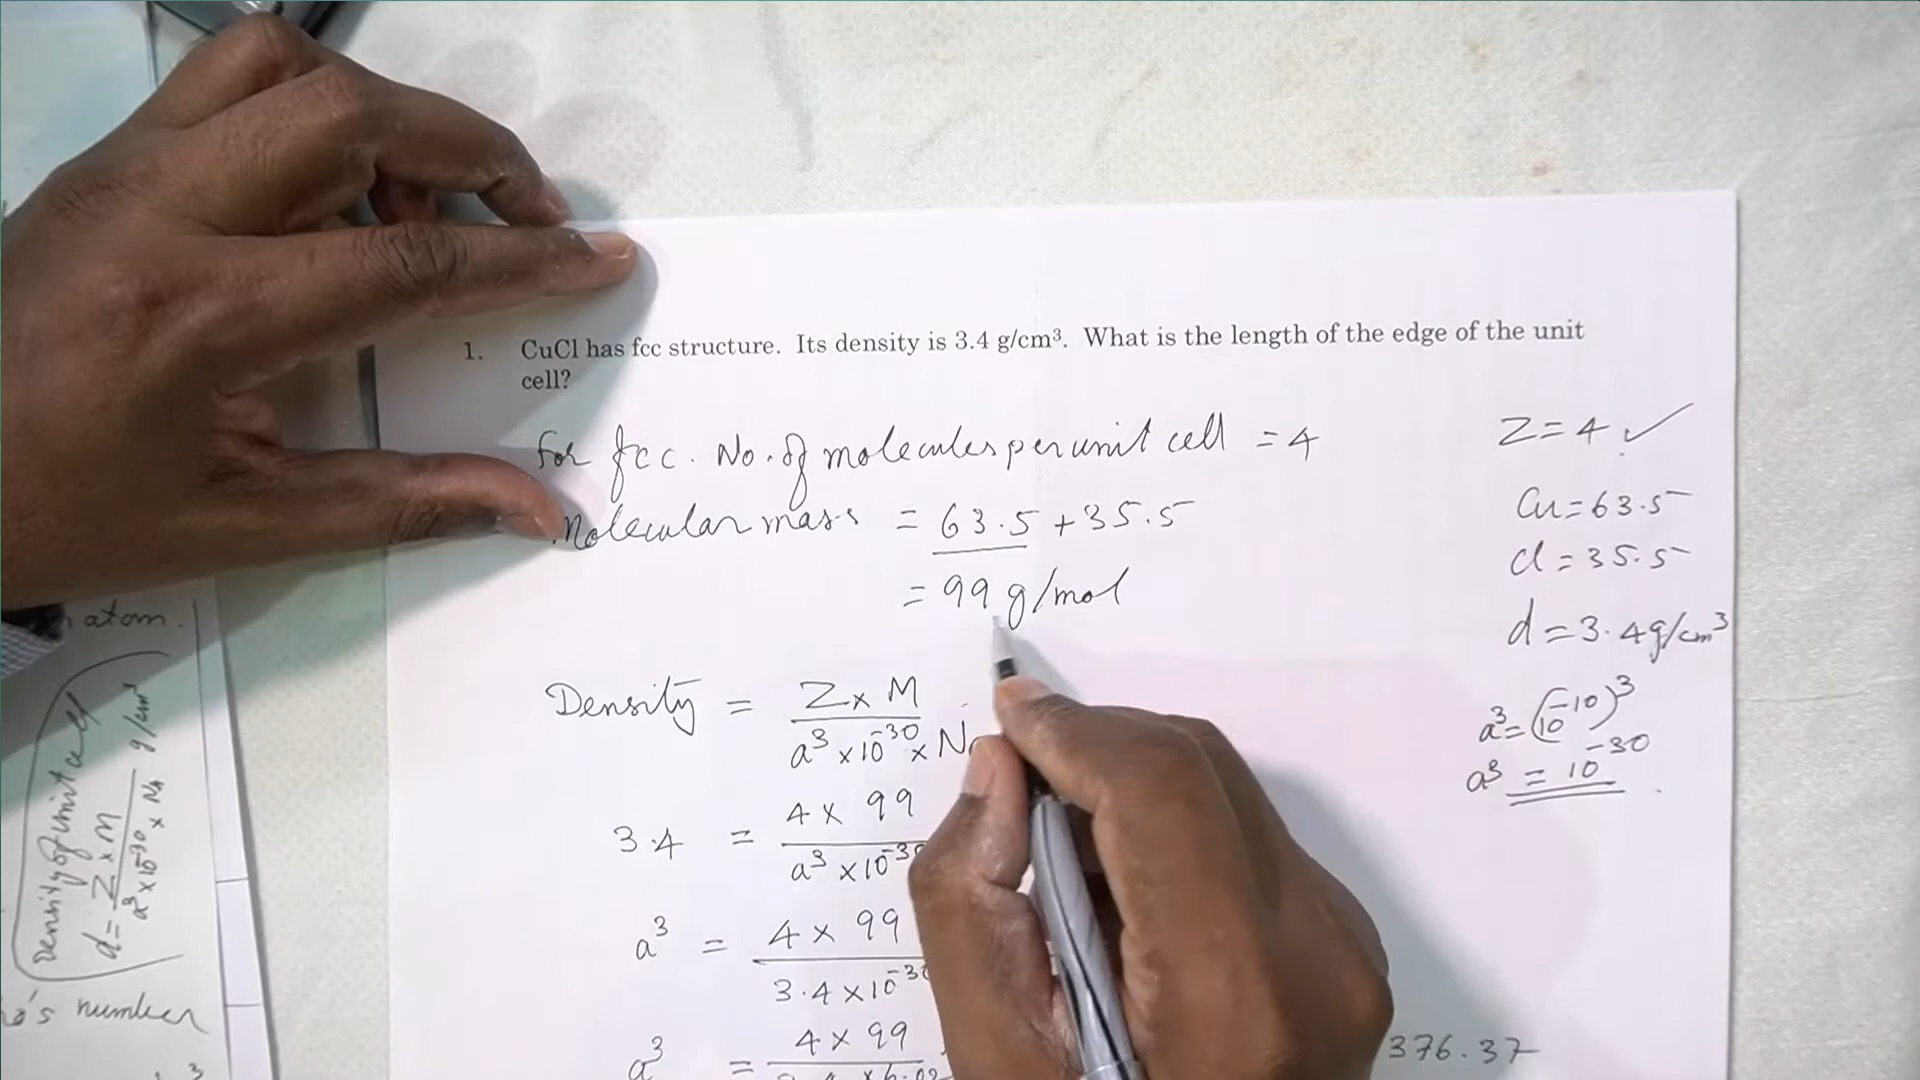 1. CuCl has fcc structure. Its density is 3.4 g/cm³. What is the length of the edge of the unit
cell?
For fcc. No. of molecules per unit cell = 4
Molecular mass = 63.5 + 35.5
= 99 g/mol
Density = Z × M
a³ × 10⁻³⁰ × N
3.4 = 4 × 99
a³ × 10⁻³⁰
a³ = 4 × 99
3.4 × 10⁻³⁰
a³ = 4 × 99
× 6.02
Z = 4 ✓
Cu = 63.5
Cl = 35.5
d = 3.4 g/cm³
a³ = (10⁻¹⁰)³
a³ = 10⁻³⁰
376.37
atom.
Density of unit cell
d = Z × M
a³ × 10⁻³⁰ × NA g/cm³
number
3